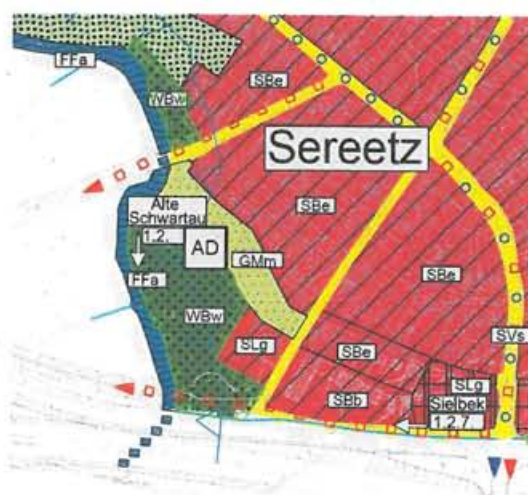 FFa
WBw
SBe
Sereetz
Alte
Schwartau
1.2.
AD
SBe
GMm
FFa
SBe
WBw
SVs
SLg
SBe
SLg
SBb
Sielbek
1.2.7